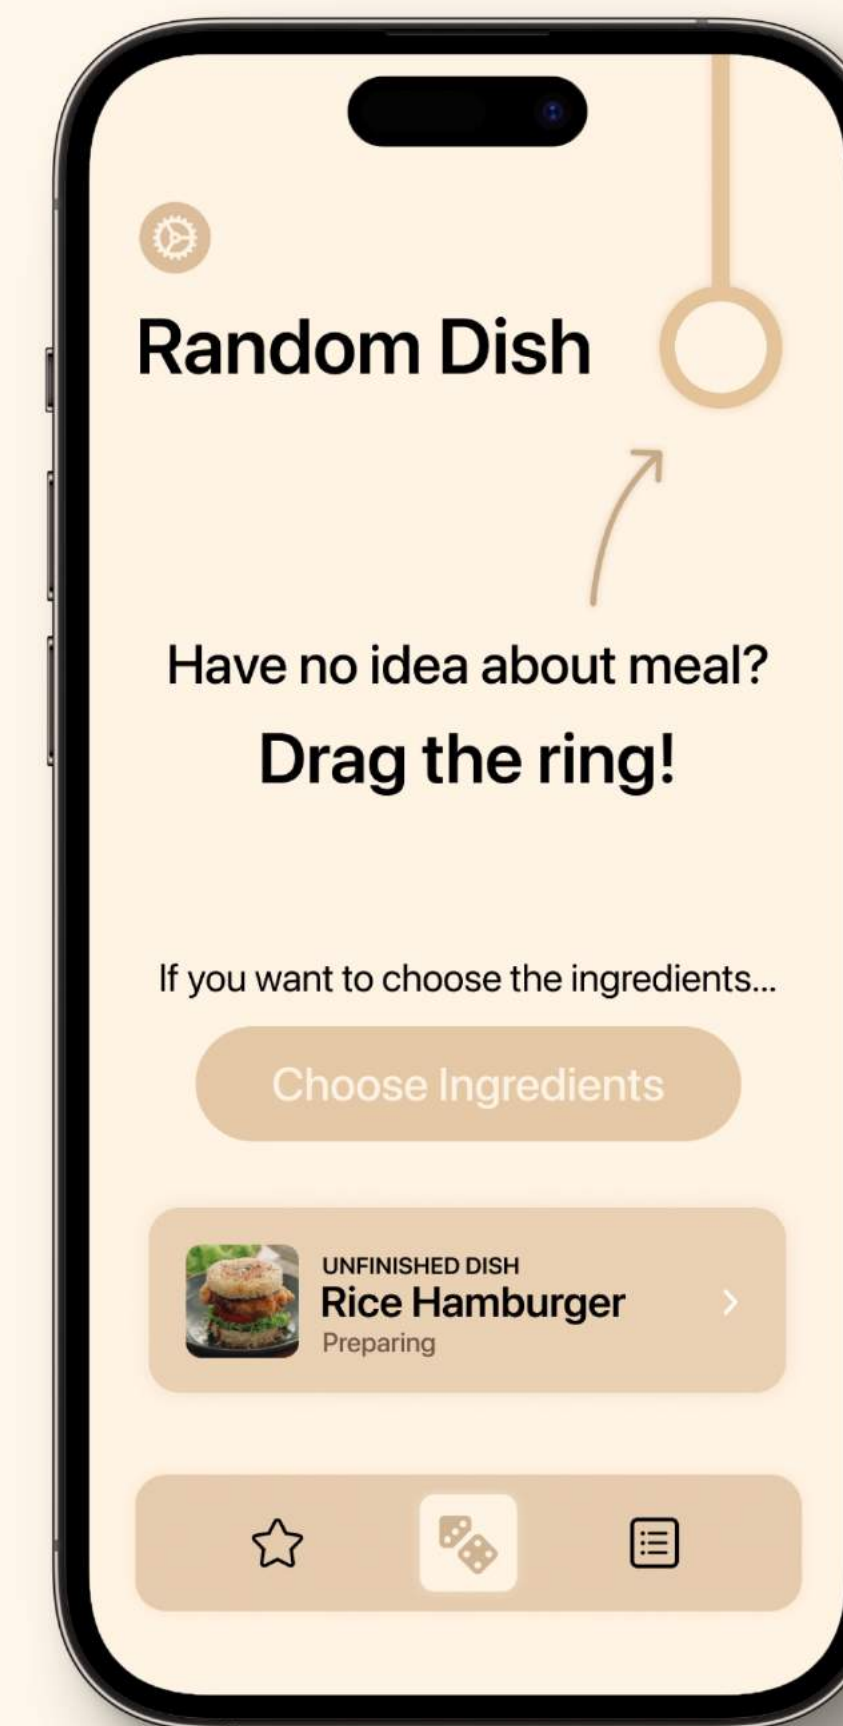 Random Dish
Have no idea about meal?
Drag the ring!
If you want to choose the ingredients...
Choose Ingredients
UNFINISHED DISH
Rice Hamburger
Preparing